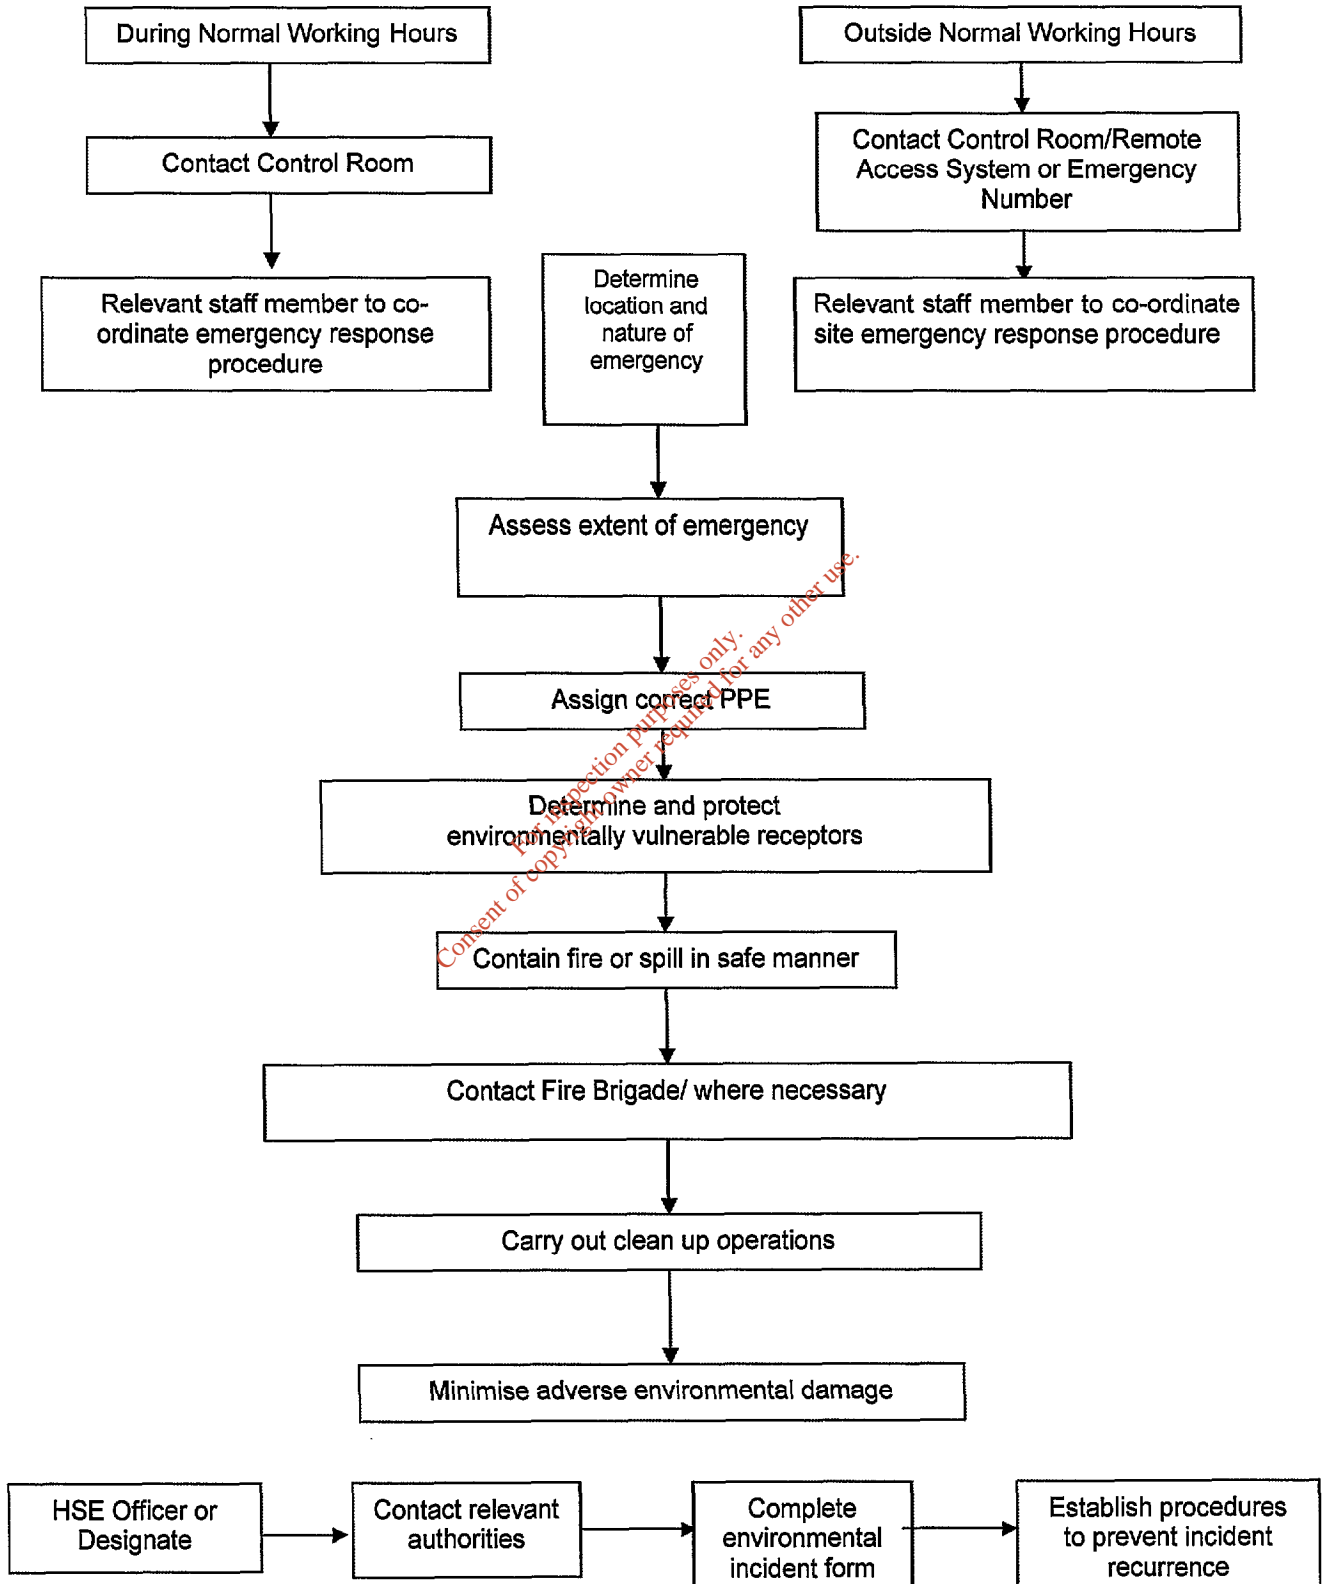 During Normal Working Hours
Outside Normal Working Hours
Contact Control Room
Contact Control Room/Remote
Access System or Emergency
Number
Relevant staff member to co-
ordinate emergency response
procedure
Determine
location and
nature of
emergency
Relevant staff member to co-ordinate
site emergency response procedure
Assess extent of emergency
Assign correct PPE
Determine and protect
environmentally vulnerable receptors
Contain fire or spill in safe manner
Contact Fire Brigade/ where necessary
Carry out clean up operations
Minimise adverse environmental damage
HSE Officer or
Designate
Contact relevant
authorities
Complete
environmental
incident form
Establish procedures
to prevent incident
recurrence
For inspection purposes only.
Consent of copyright owner required for any other use.